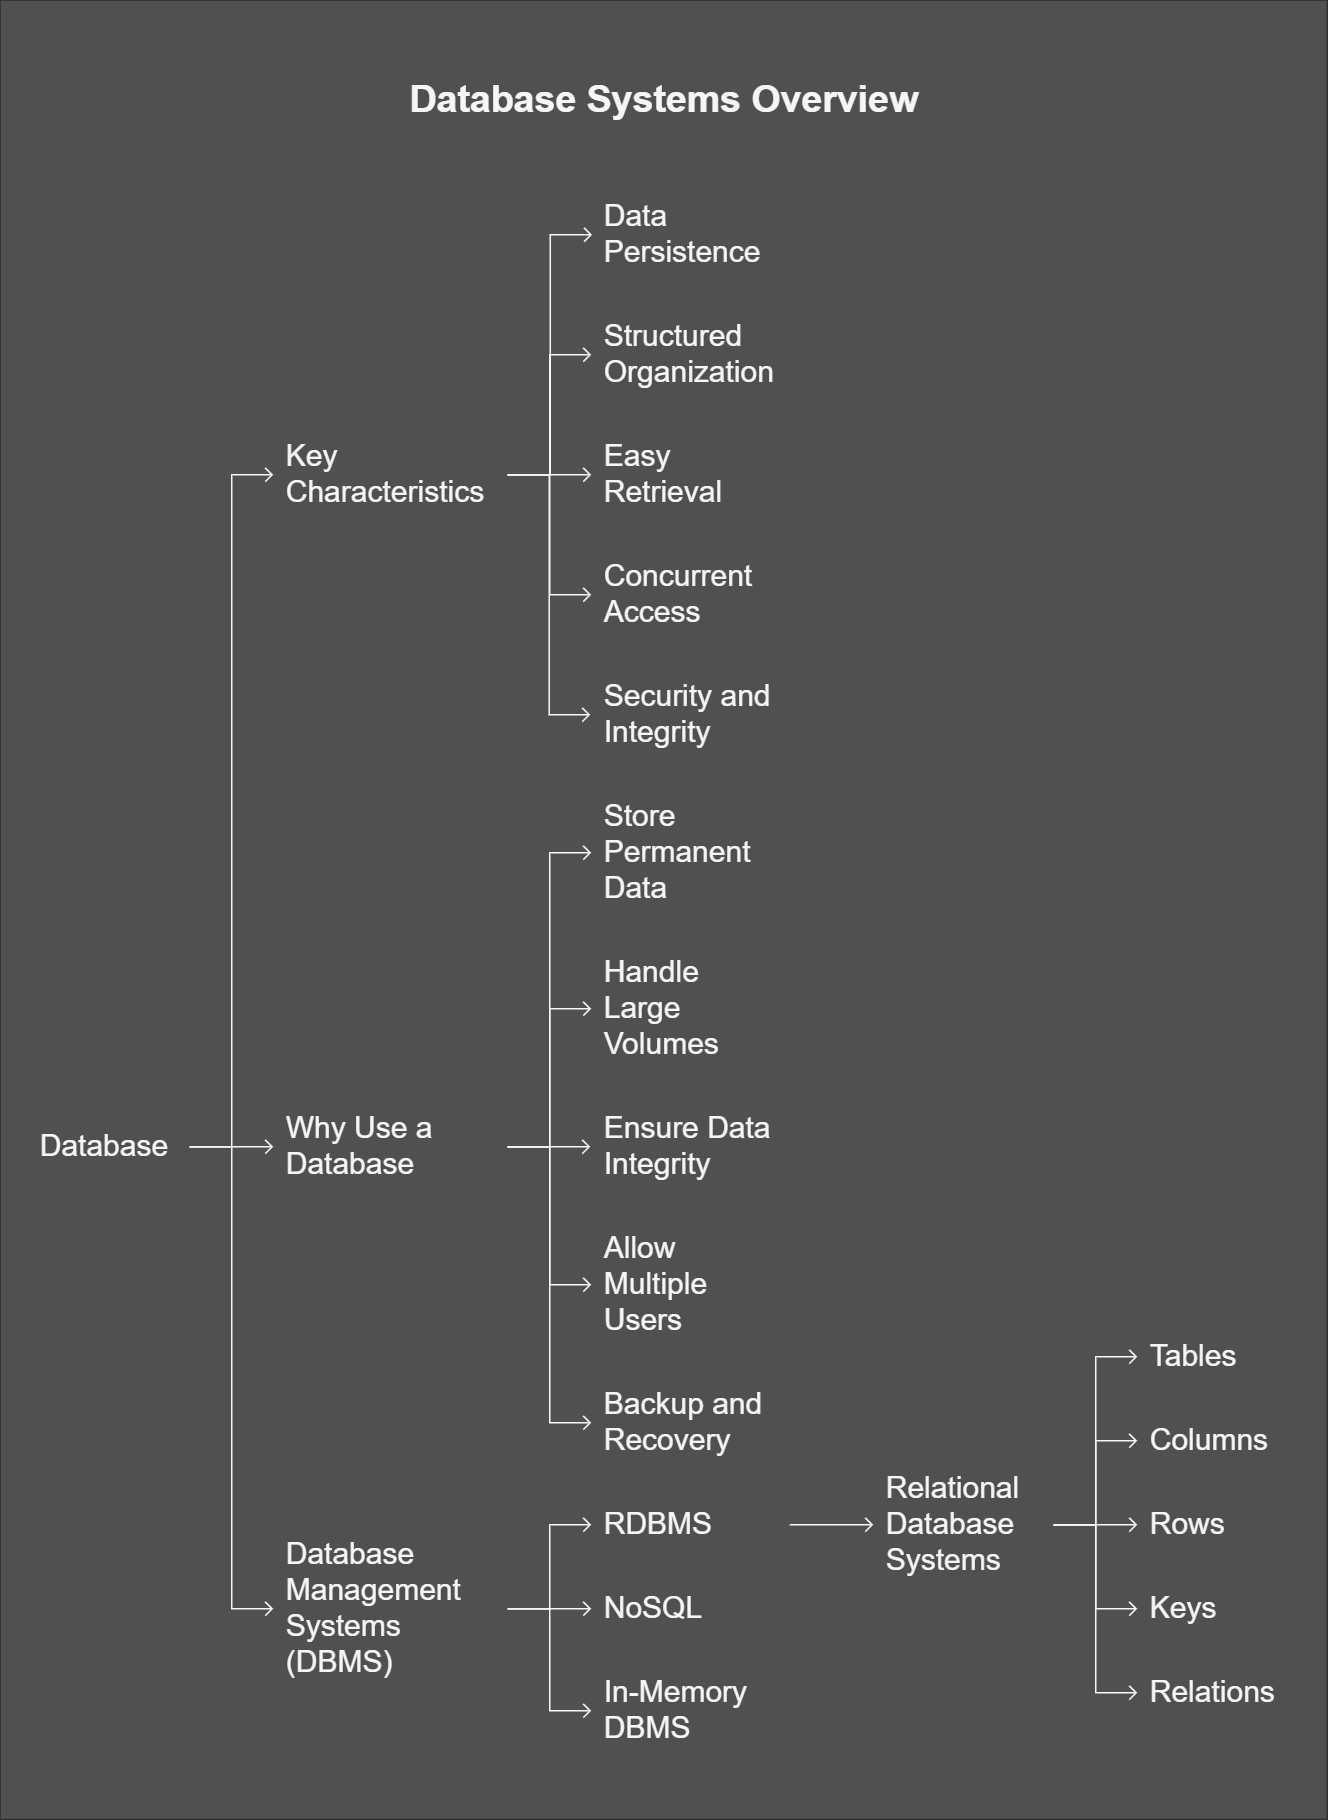 Database Systems Overview
Data
Persistence
Structured
Organization
Key
Characteristics
Easy
Retrieval
Concurrent
Access
Security and
Integrity
Store
Permanent
Data
Handle
Large
Volumes
Database
Why Use a
Database
Ensure Data
Integrity
Allow
Multiple
Users
Backup and
Recovery
Database
Management
Systems
(DBMS)
RDBMS
NoSQL
In-Memory
DBMS
Relational
Database
Systems
Tables
Columns
Rows
Keys
Relations